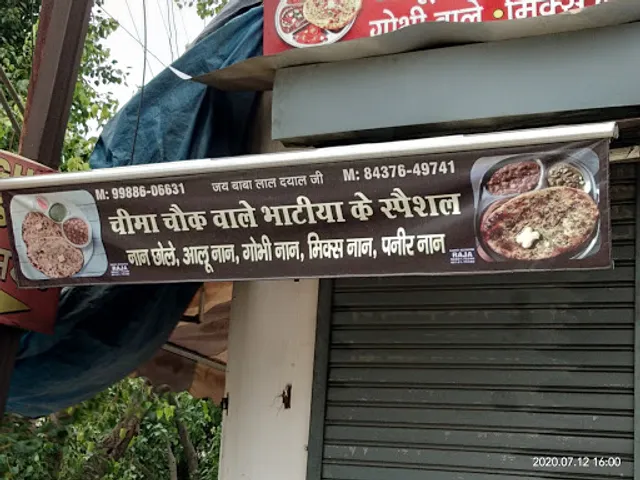 गोभी वाले • मिक्स
M: 99886-06631 जय बाबा लाल दयाल जी M: 84376-49741
चीमा चौक वाले भाटीया के स्पैशल
नान छोले, आलू नान, गोभी नान, मिक्स नान, पनीर नान
RAJA
RAJA
2020.07.12 16:00